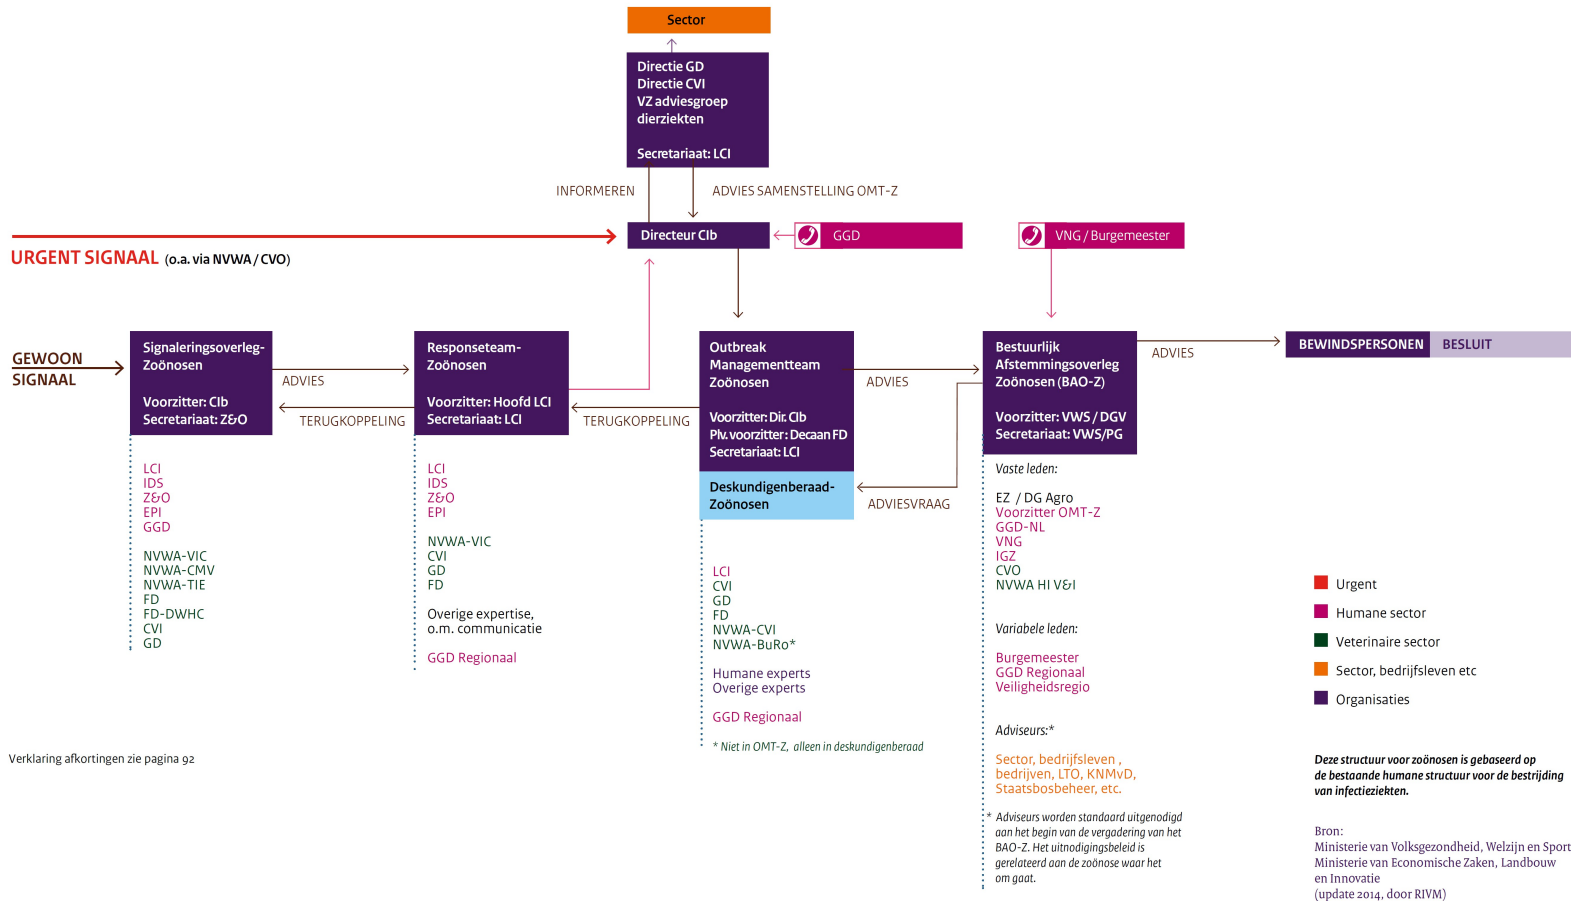 Sector
Directie GD
Directie CVI
VZ adviesgroep
dierziekten
Secretariaat: LCI
INFORMEREN
ADVIES SAMENSTELLING OMT-Z
Directeur CIb
GGD
VNG / Burgemeester
URGENT SIGNAAL (o.a. via NVWA / CVO)
GEWOON
SIGNAAL
Signaleringsoverleg-
Zoönosen
Voorzitter: CIb
Secretariaat: Z&O
ADVIES
TERUGKOPPELING
Responseteam-
Zoönosen
Voorzitter: Hoofd LCI
Secretariaat: LCI
TERUGKOPPELING
Outbreak
Managementteam
Zoönosen
Voorzitter: Dir. CIb
Plv. voorzitter: Decaan FD
Secretariaat: LCI
Deskundigenberaad-
Zoönosen
ADVIES
ADVIESVRAAG
Bestuurlijk
Afstemmingsoverleg
Zoönosen (BAO-Z)
Voorzitter: VWS / DGV
Secretariaat: VWS/PG
ADVIES
BEWINDSPERSONEN
BESLUIT
LCI
IDS
Z&O
EPI
GGD
NVWA-VIC
NVWA-CMV
NVWA-TIE
FD
FD-DWHC
CVI
GD
LCI
IDS
Z&O
EPI
NVWA-VIC
CVI
GD
FD
Overige expertise,
o.m. communicatie
GGD Regionaal
LCI
CVI
GD
FD
NVWA-CVI
NVWA-BuRo*
Humane experts
Overige experts
GGD Regionaal
* Niet in OMT-Z, alleen in deskundigenberaad
Vaste leden:
EZ / DG Agro
Voorzitter OMT-Z
GGD-NL
VNG
IGZ
CVO
NVWA HI V&I
Variabele leden:
Burgemeester
GGD Regionaal
Veiligheidsregio
Adviseurs:*
Sector, bedrijfsleven ,
bedrijven, LTO, KNMvD,
Staatsbosbeheer, etc.
* Adviseurs worden standaard uitgenodigd
aan het begin van de vergadering van het
BAO-Z. Het uitnodigingsbeleid is
gerelateerd aan de zoönose waar het
om gaat.
Urgent
Humane sector
Veterinaire sector
Sector, bedrijfsleven etc
Organisaties
Verklaring afkortingen zie pagina 92
Deze structuur voor zoönosen is gebaseerd op
de bestaande humane structuur voor de bestrijding
van infectieziekten.
Bron:
Ministerie van Volksgezondheid, Welzijn en Sport
Ministerie van Economische Zaken, Landbouw
en Innovatie
(update 2014, door RIVM)